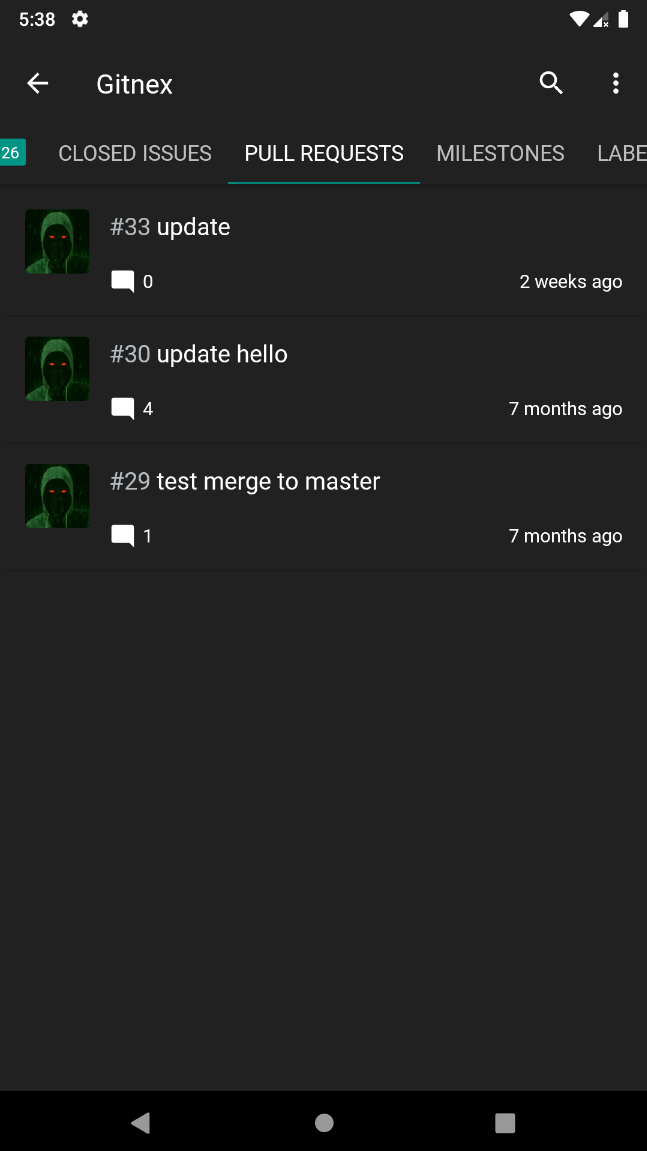 5:38
Gitnex
26 CLOSED ISSUES PULL REQUESTS MILESTONES LABE
#33 update
0 2 weeks ago
#30 update hello
4 7 months ago
#29 test merge to master
1 7 months ago